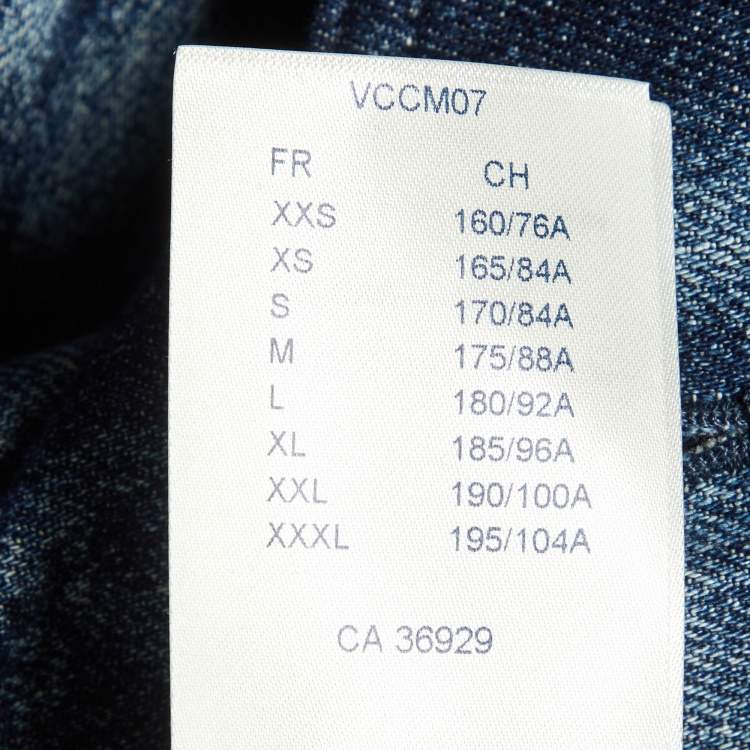 VCCM07
FR CH
XXS 160/76A
XS 165/84A
S 170/84A
M 175/88A
L 180/92A
XL 185/96A
XXL 190/100A
XXXL 195/104A
CA 36929